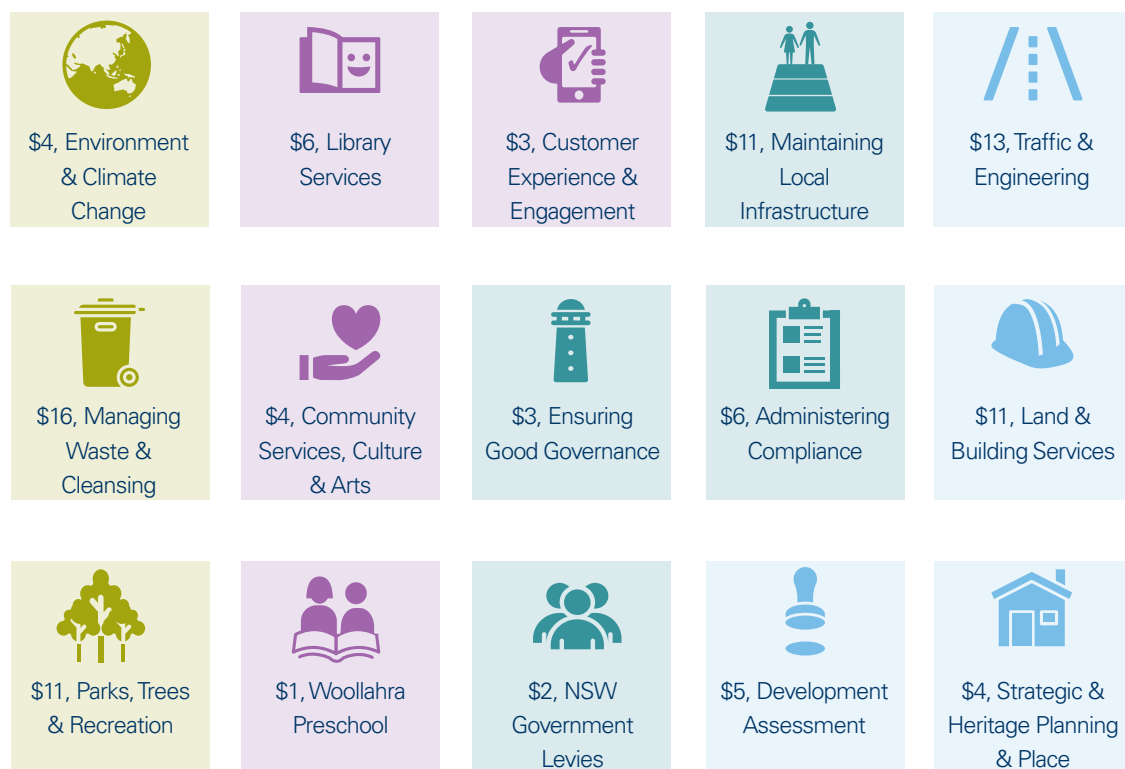 $4, Environment
& Climate
Change
$6, Library
Services
$3, Customer
Experience &
Engagement
$11, Maintaining
Local
Infrastructure
$13, Traffic &
Engineering
$16, Managing
Waste &
Cleansing
$4, Community
Services, Culture
& Arts
$3, Ensuring
Good Governance
$6, Administering
Compliance
$11, Land &
Building Services
$11, Parks, Trees
& Recreation
$1, Woollahra
Preschool
$2, NSW
Government
Levies
$5, Development
Assessment
$4, Strategic &
Heritage Planning
& Place